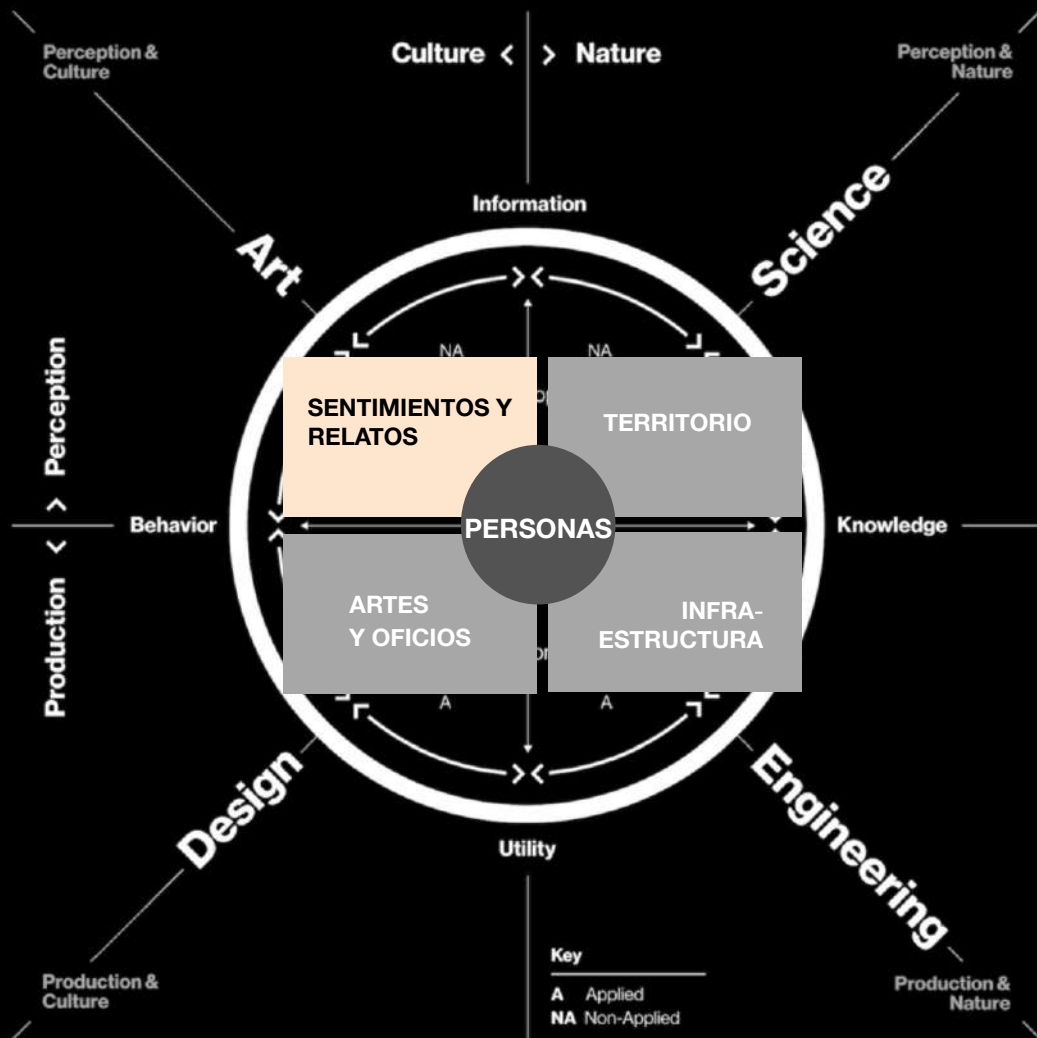 Perception &
Culture
Culture < > Nature
Perception &
Nature
Information
Art
Science
NA
NA
SENTIMIENTOS Y
RELATOS
TERRITORIO
Perception
Production
Behavior
PERSONAS
Knowledge
ARTES
Y OFICIOS
INFRA-
ESTRUCTURA
A
A
Design
Engineering
Utility
Key
A Applied
NA Non-Applied
Production &
Culture
Production &
Nature